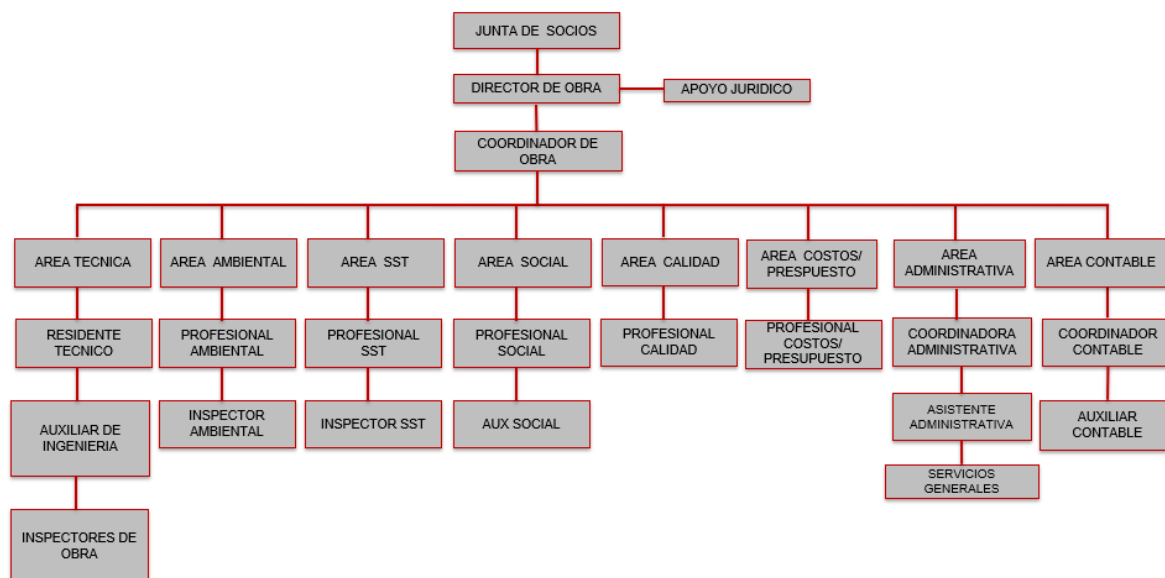 JUNTA DE SOCIOS
DIRECTOR DE OBRA
APOYO JURIDICO
COORDINADOR DE
OBRA
AREA TECNICA
AREA AMBIENTAL
AREA SST
AREA SOCIAL
AREA CALIDAD
AREA COSTOS/
PRESPUESTO
AREA
ADMINISTRATIVA
AREA CONTABLE
RESIDENTE
TECNICO
PROFESIONAL
AMBIENTAL
PROFESIONAL
SST
PROFESIONAL
SOCIAL
PROFESIONAL
CALIDAD
PROFESIONAL
COSTOS/
PRESUPUESTO
COORDINADORA
ADMINISTRATIVA
COORDINADOR
CONTABLE
AUXILIAR DE
INGENIERIA
INSPECTOR
AMBIENTAL
INSPECTOR SST
AUX SOCIAL
ASISTENTE
ADMINISTRATIVA
AUXILIAR
CONTABLE
SERVICIOS
GENERALES
INSPECTORES DE
OBRA